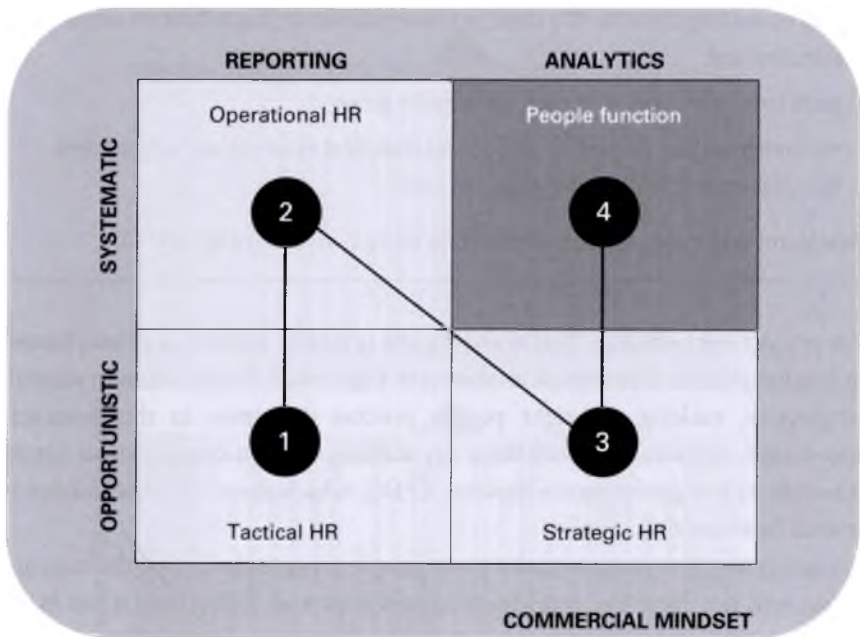 REPORTING
ANALYTICS
SYSTEMATIC
OPPORTUNISTIC
Operational HR
People function
2
4
1
3
Tactical HR
Strategic HR
COMMERCIAL MINDSET